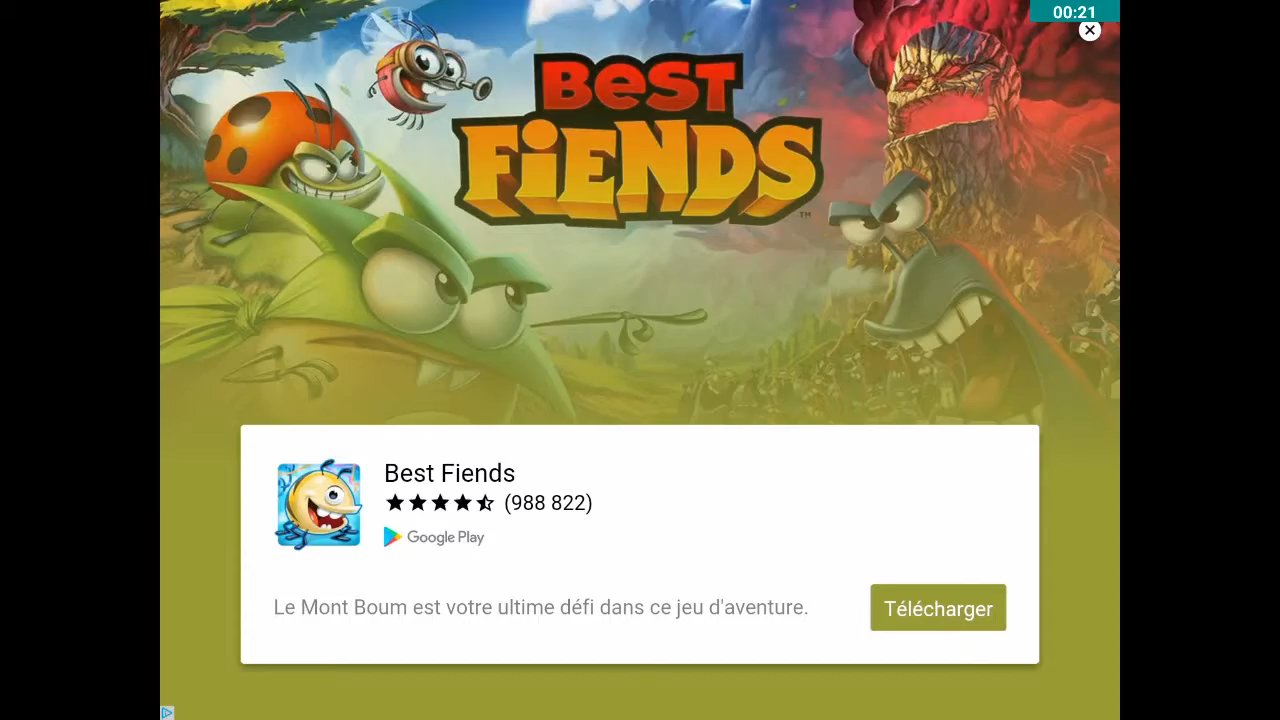 00:21
BEST
FIENDS™
Best Fiends
(988 822)
Google Play
Le Mont Boum est votre ultime défi dans ce jeu d'aventure.
Télécharger